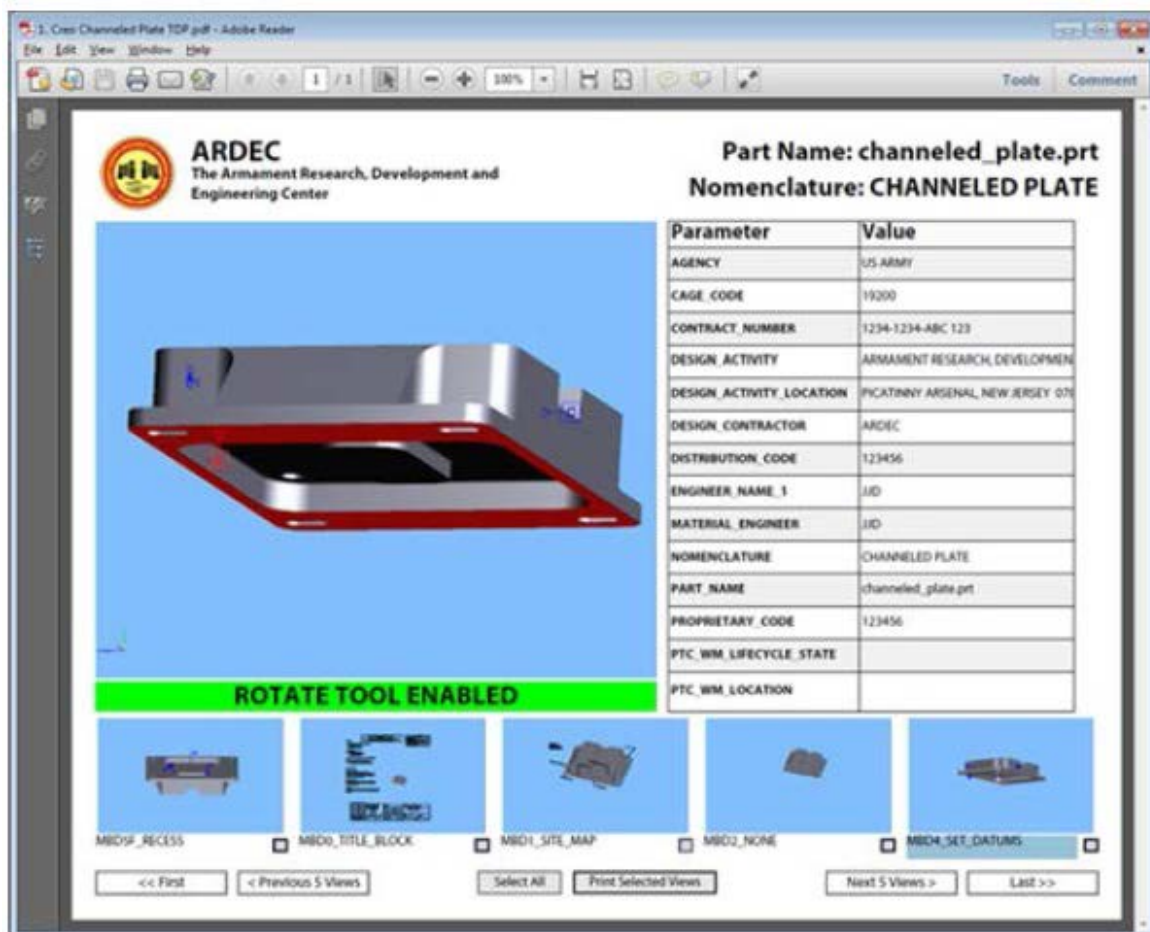 1. Creo Channeled Plate TDP.pdf - Adobe Reader
File Edit View Window Help
1 / 1
100%
Tools
Comment
ARDEC
The Armament Research, Development and
Engineering Center
Part Name: channeled_plate.prt
Nomenclature: CHANNELED PLATE
Parameter Value
AGENCY US ARMY
CAGE_CODE 19200
CONTRACT_NUMBER 1234-1234-ABC 123
DESIGN_ACTIVITY ARMAMENT RESEARCH, DEVELOPMEN
DESIGN_ACTIVITY_LOCATION PICATINNY ARSENAL, NEW JERSEY 070
DESIGN_CONTRACTOR ARDEC
DISTRIBUTION_CODE 123456
ENGINEER_NAME_1 JJD
MATERIAL_ENGINEER JJD
NOMENCLATURE CHANNELED PLATE
PART_NAME channeled_plate.prt
PROPRIETARY_CODE 123456
PTC_WM_LIFECYCLE_STATE
PTC_WM_LOCATION
ROTATE TOOL ENABLED
MBD5F_RECESS
MBD0_TITLE_BLOCK
MBD1_SITE_MAP
MBD2_NONE
MBD4_SET_DATUMS
<< First
< Previous 5 Views
Select All
Print Selected Views
Next 5 Views >
Last >>